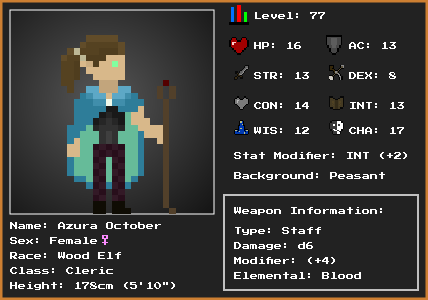 Level: 77
HP: 16 AC: 13
STR: 13 DEX: 8
CON: 14 INT: 13
WIS: 12 CHA: 17
Stat Modifier: INT (+2)
Background: Peasant
Name: Azura October
Sex: Female♀
Race: Wood Elf
Class: Cleric
Height: 178cm (5'10")
Weapon Information:
Type: Staff
Damage: d6
Modifier: (+4)
Elemental: Blood